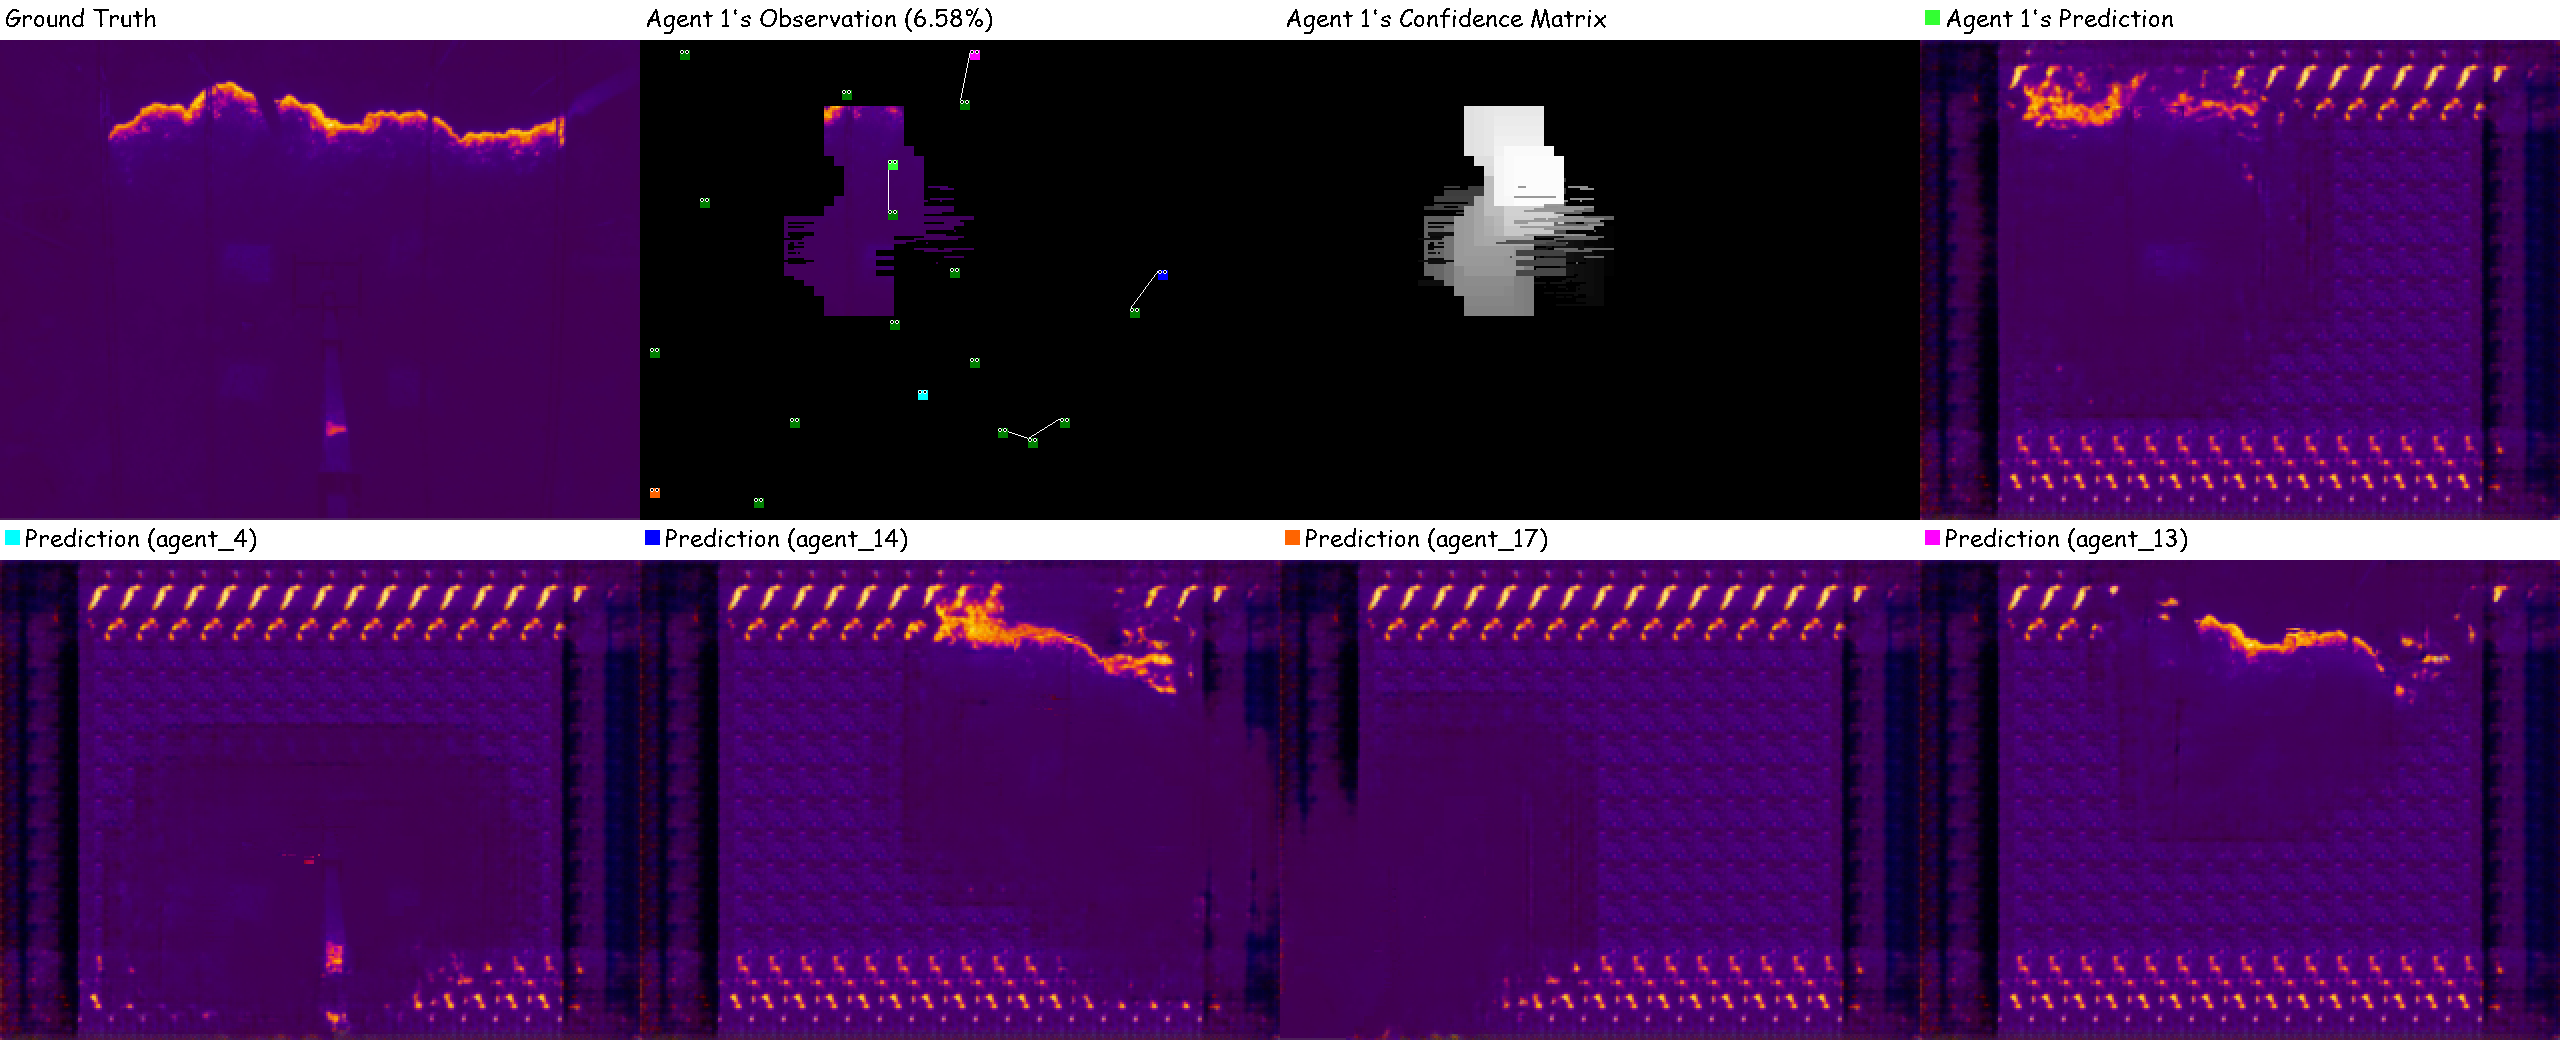 Ground Truth
Agent 1's Observation (6.58%)
Agent 1's Confidence Matrix
Agent 1's Prediction
Prediction (agent_4)
Prediction (agent_14)
Prediction (agent_17)
Prediction (agent_13)